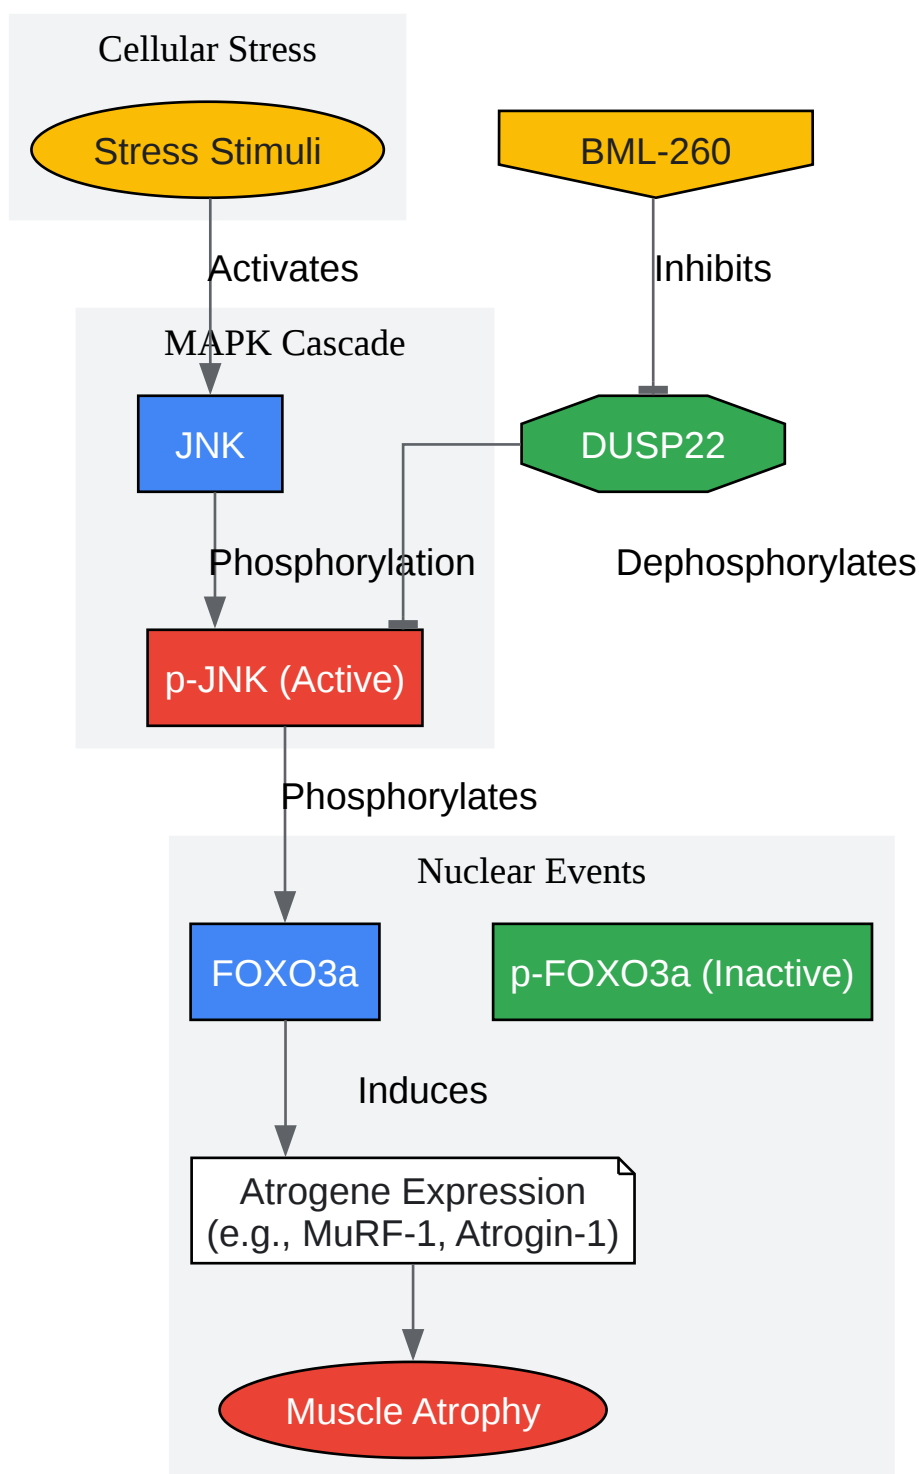 Cellular Stress
Stress Stimuli
BML-260
Activates
Inhibits
MAPK Cascade
JNK
DUSP22
Phosphorylation
Dephosphorylates
p-JNK (Active)
Phosphorylates
Nuclear Events
FOXO3a
p-FOXO3a (Inactive)
Induces
Atrogene Expression
(e.g., MuRF-1, Atrogin-1)
Muscle Atrophy